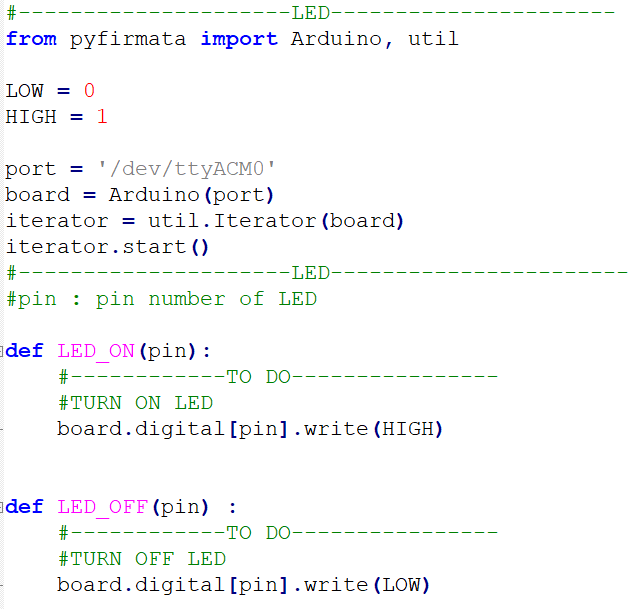 #---------------------LED----------------------
from pyfirmata import Arduino, util
LOW = 0
HIGH = 1
port = '/dev/ttyACM0'
board = Arduino(port)
iterator = util.Iterator(board)
iterator.start()
#---------------------LED-----------------------
#pin : pin number of LED
def LED_ON(pin):
    #------------TO DO----------------
    #TURN ON LED
    board.digital[pin].write(HIGH)
def LED_OFF(pin) :
    #------------TO DO----------------
    #TURN OFF LED
    board.digital[pin].write(LOW)